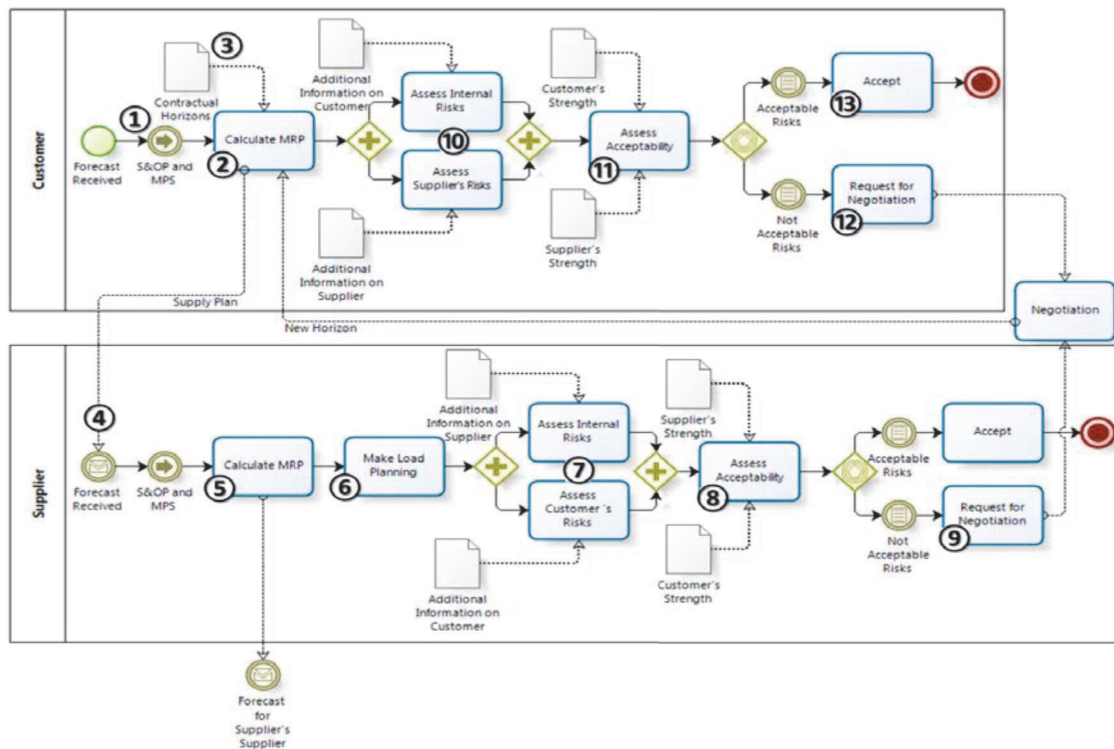 Customer
3
Contractual
Horizons
Additional
Information on
Customer
Assess Internal
Risks
Customer's
Strength
Acceptable
Risks
Accept
13
1
Forecast
Received
S&OP and
MPS
Calculate MRP
2
10
Assess
Supplier's Risks
Assess
Acceptability
11
Additional
Information on
Supplier
Supplier's
Strength
Not
Acceptable
Risks
Request for
Negotiation
12
Supply Plan
New Horizon
Negotiation
Supplier
4
Forecast
Received
S&OP and
MPS
Calculate MRP
5
Make Load
Planning
6
Additional
Information on
Supplier
Assess Internal
Risks
7
Assess
Customer ´s
Risks
Additional
Information on
Customer
Supplier's
Strength
Assess
Acceptability
8
Customer's
Strength
Acceptable
Risks
Accept
Not
Acceptable
Risks
Request for
Negotiation
9
Forecast
for
Supplier's
Supplier